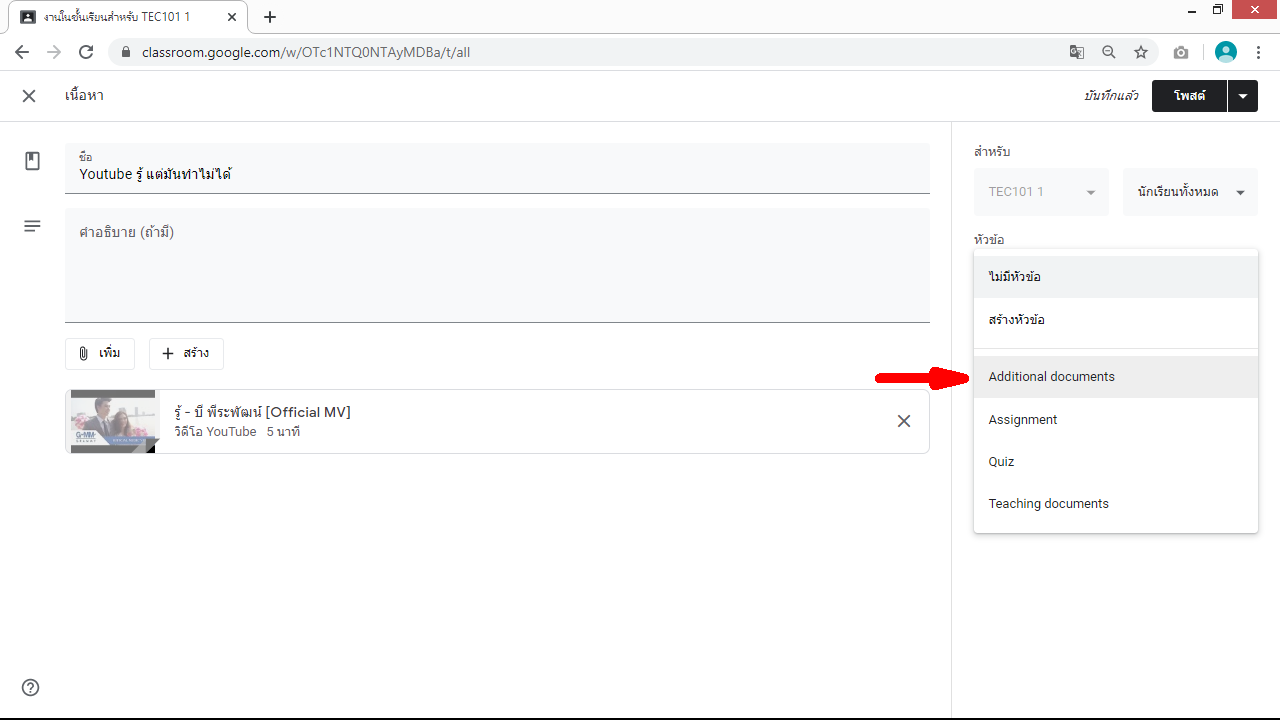 งานในชั้นเรียนสำหรับ TEC101 1
classroom.google.com/w/OTc1NTQ0NTAyMDBa/t/all
เนื้อหา
บันทึกแล้ว
โพสต์
ชื่อ
Youtube รู้ แต่มันทำไม่ได้
คำอธิบาย (ถ้ามี)
เพิ่ม
สร้าง
รู้ - บี้ พีระพัฒน์ [Official MV]
วิดีโอ YouTube 5 นาที
สำหรับ
TEC101 1
นักเรียนทั้งหมด
หัวข้อ
ไม่มีหัวข้อ
สร้างหัวข้อ
Additional documents
Assignment
Quiz
Teaching documents